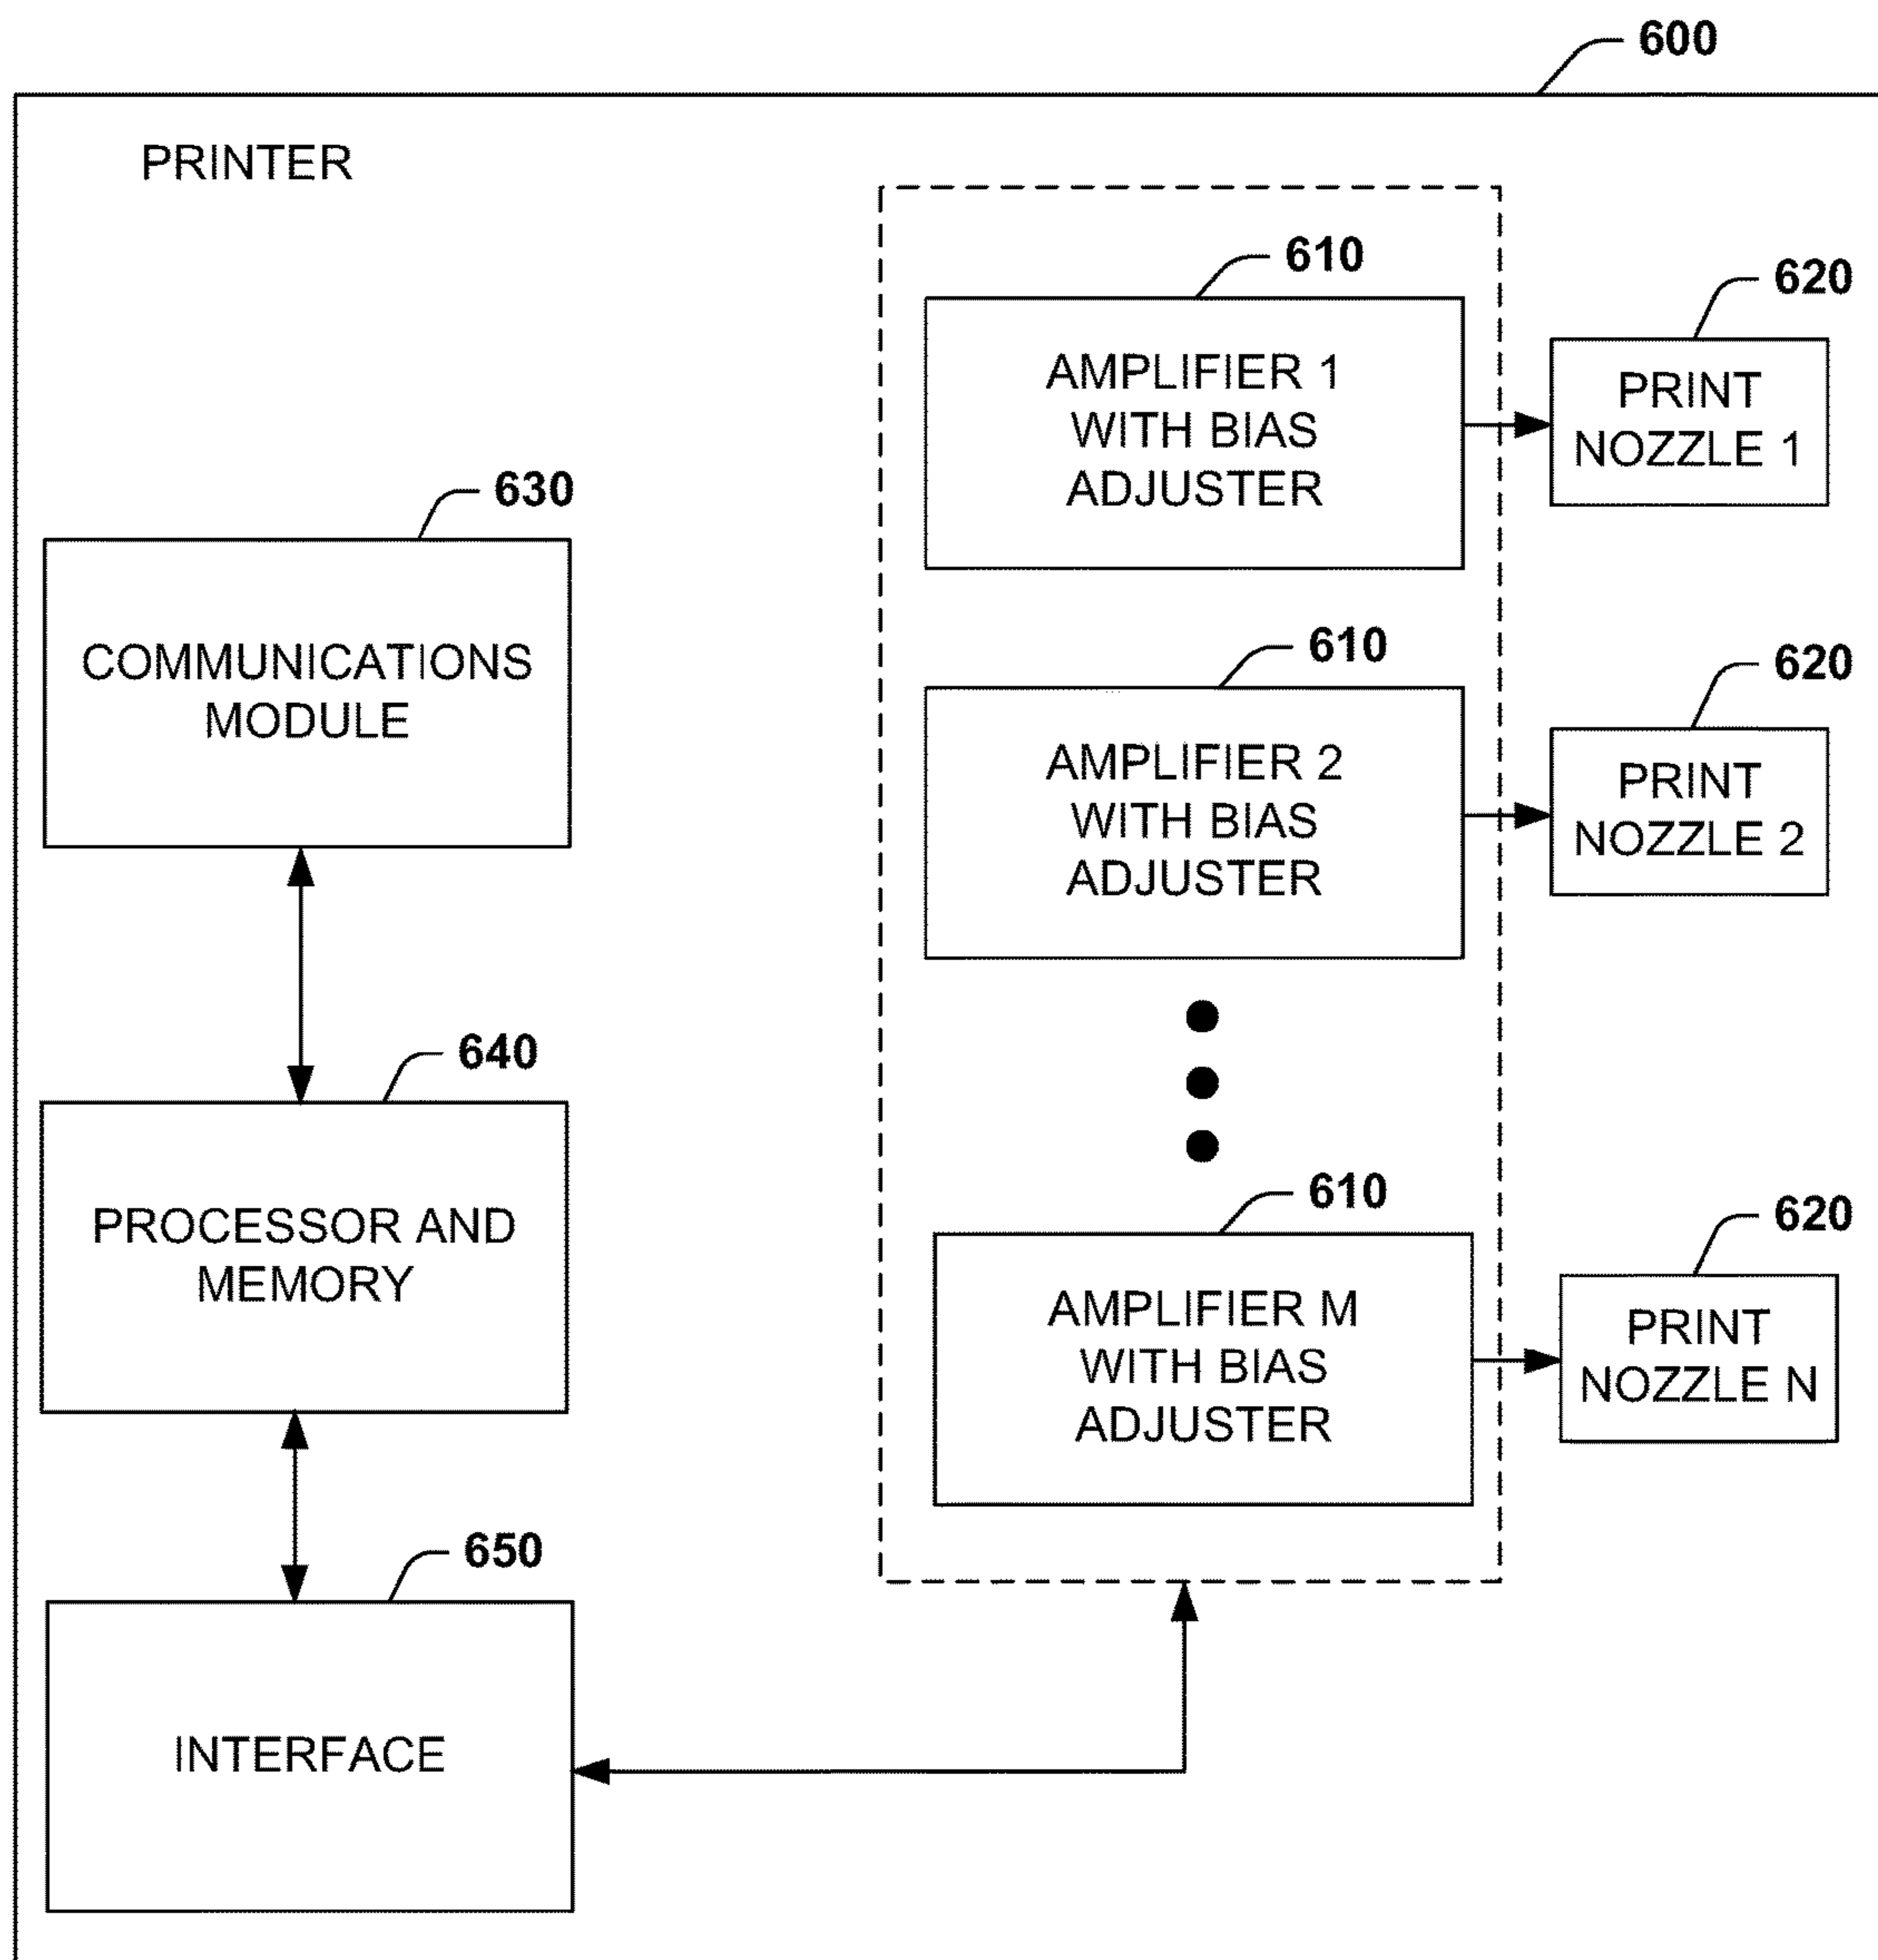 600
PRINTER
610
AMPLIFIER 1
WITH BIAS
ADJUSTER
620
PRINT
NOZZLE 1
630
COMMUNICATIONS
MODULE
610
AMPLIFIER 2
WITH BIAS
ADJUSTER
620
PRINT
NOZZLE 2
640
PROCESSOR AND
MEMORY
610
AMPLIFIER M
WITH BIAS
ADJUSTER
620
PRINT
NOZZLE N
650
INTERFACE